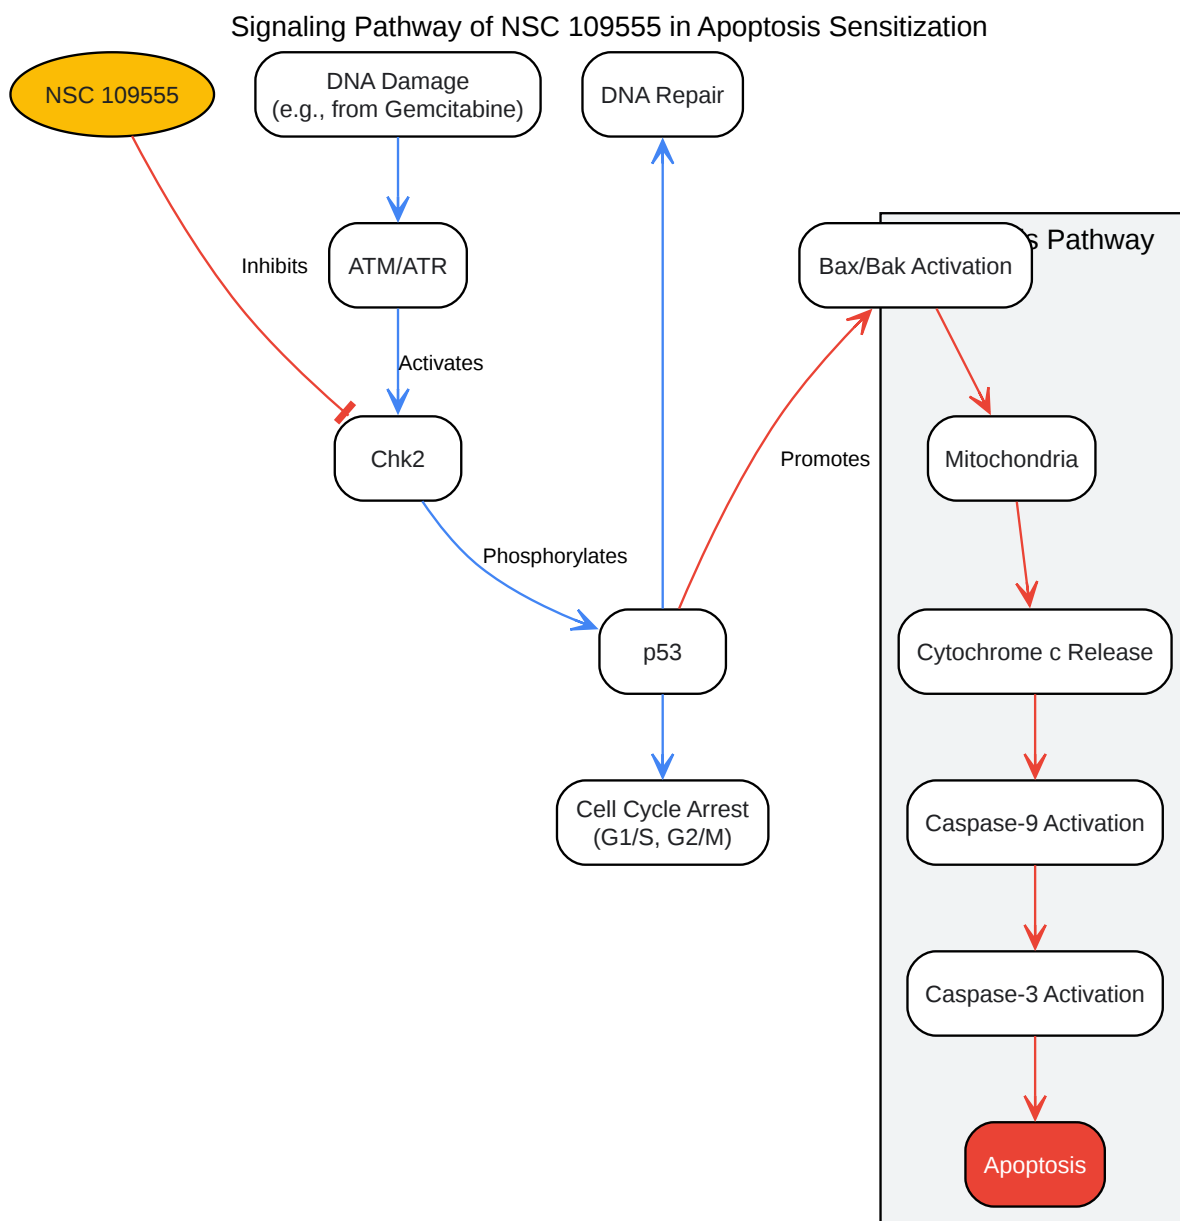 Signaling Pathway of NSC 109555 in Apoptosis Sensitization
NSC 109555
DNA Damage
(e.g., from Gemcitabine)
DNA Repair
Pathway
Inhibits
ATM/ATR
Bax/Bak Activation
Activates
Chk2
Promotes
Mitochondria
Phosphorylates
p53
Cytochrome c Release
Cell Cycle Arrest
(G1/S, G2/M)
Caspase-9 Activation
Caspase-3 Activation
Apoptosis